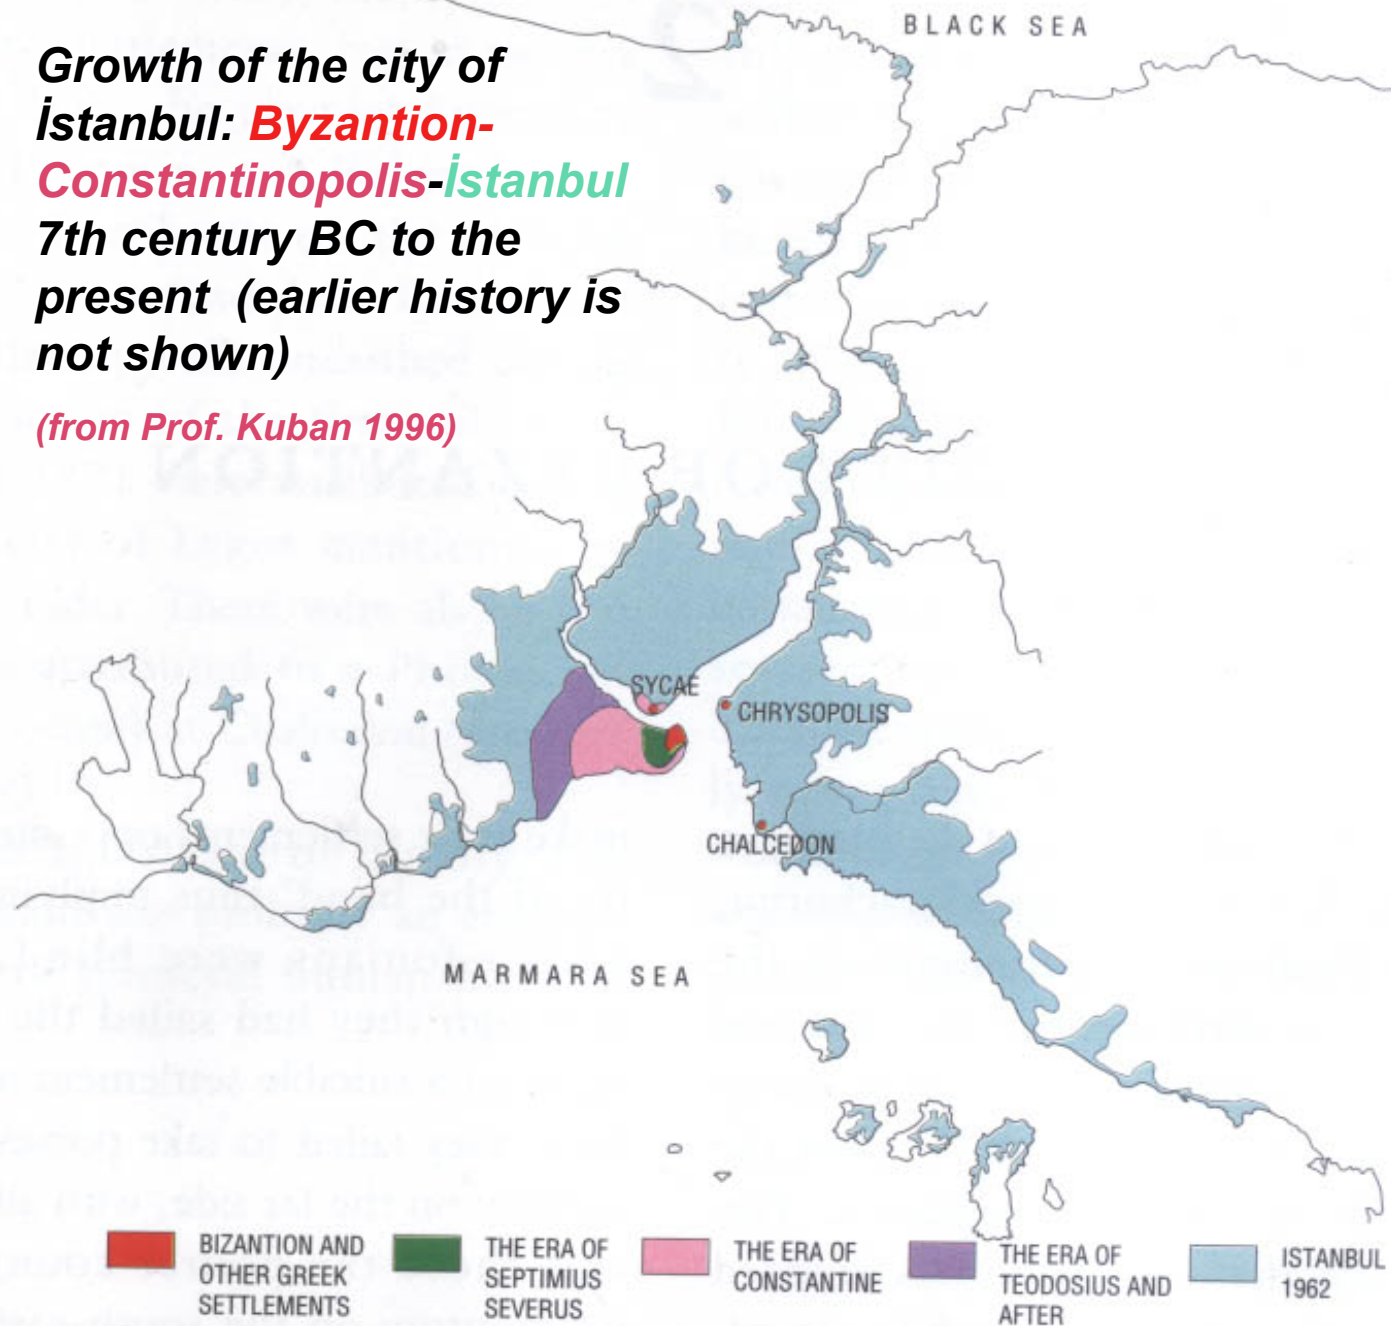 Growth of the city of
İstanbul: Byzantion-
Constantinopolis-İstanbul
7th century BC to the
present (earlier history is
not shown)
(from Prof. Kuban 1996)
BLACK SEA
SYCAE
CHRYSOPOLIS
CHALCEDON
MARMARA SEA
BIZANTION AND
OTHER GREEK
SETTLEMENTS
THE ERA OF
SEPTIMIUS
SEVERUS
THE ERA OF
CONSTANTINE
THE ERA OF
TEODOSIUS AND
AFTER
ISTANBUL
1962